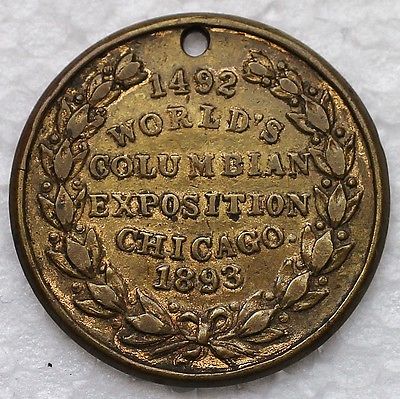 1492
WORLD'S
COLUMBIAN
EXPOSITION
CHICAGO.
1893